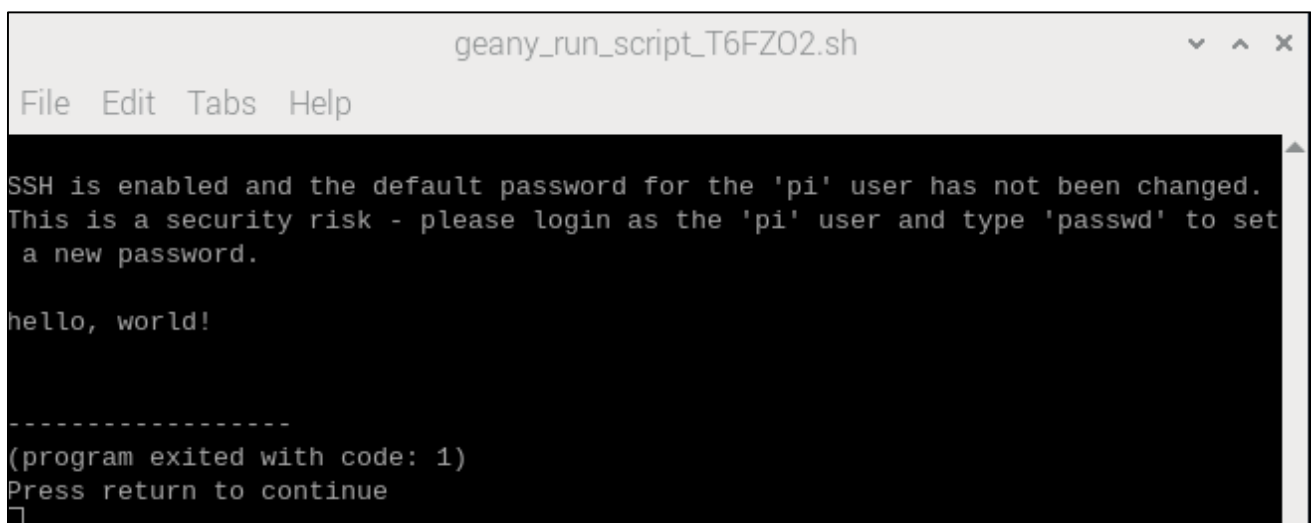 geany_run_script_T6FZO2.sh
File Edit Tabs Help
SSH is enabled and the default password for the 'pi' user has not been changed.
This is a security risk - please login as the 'pi' user and type 'passwd' to set
a new password.
hello, world!
------------------
(program exited with code: 1)
Press return to continue